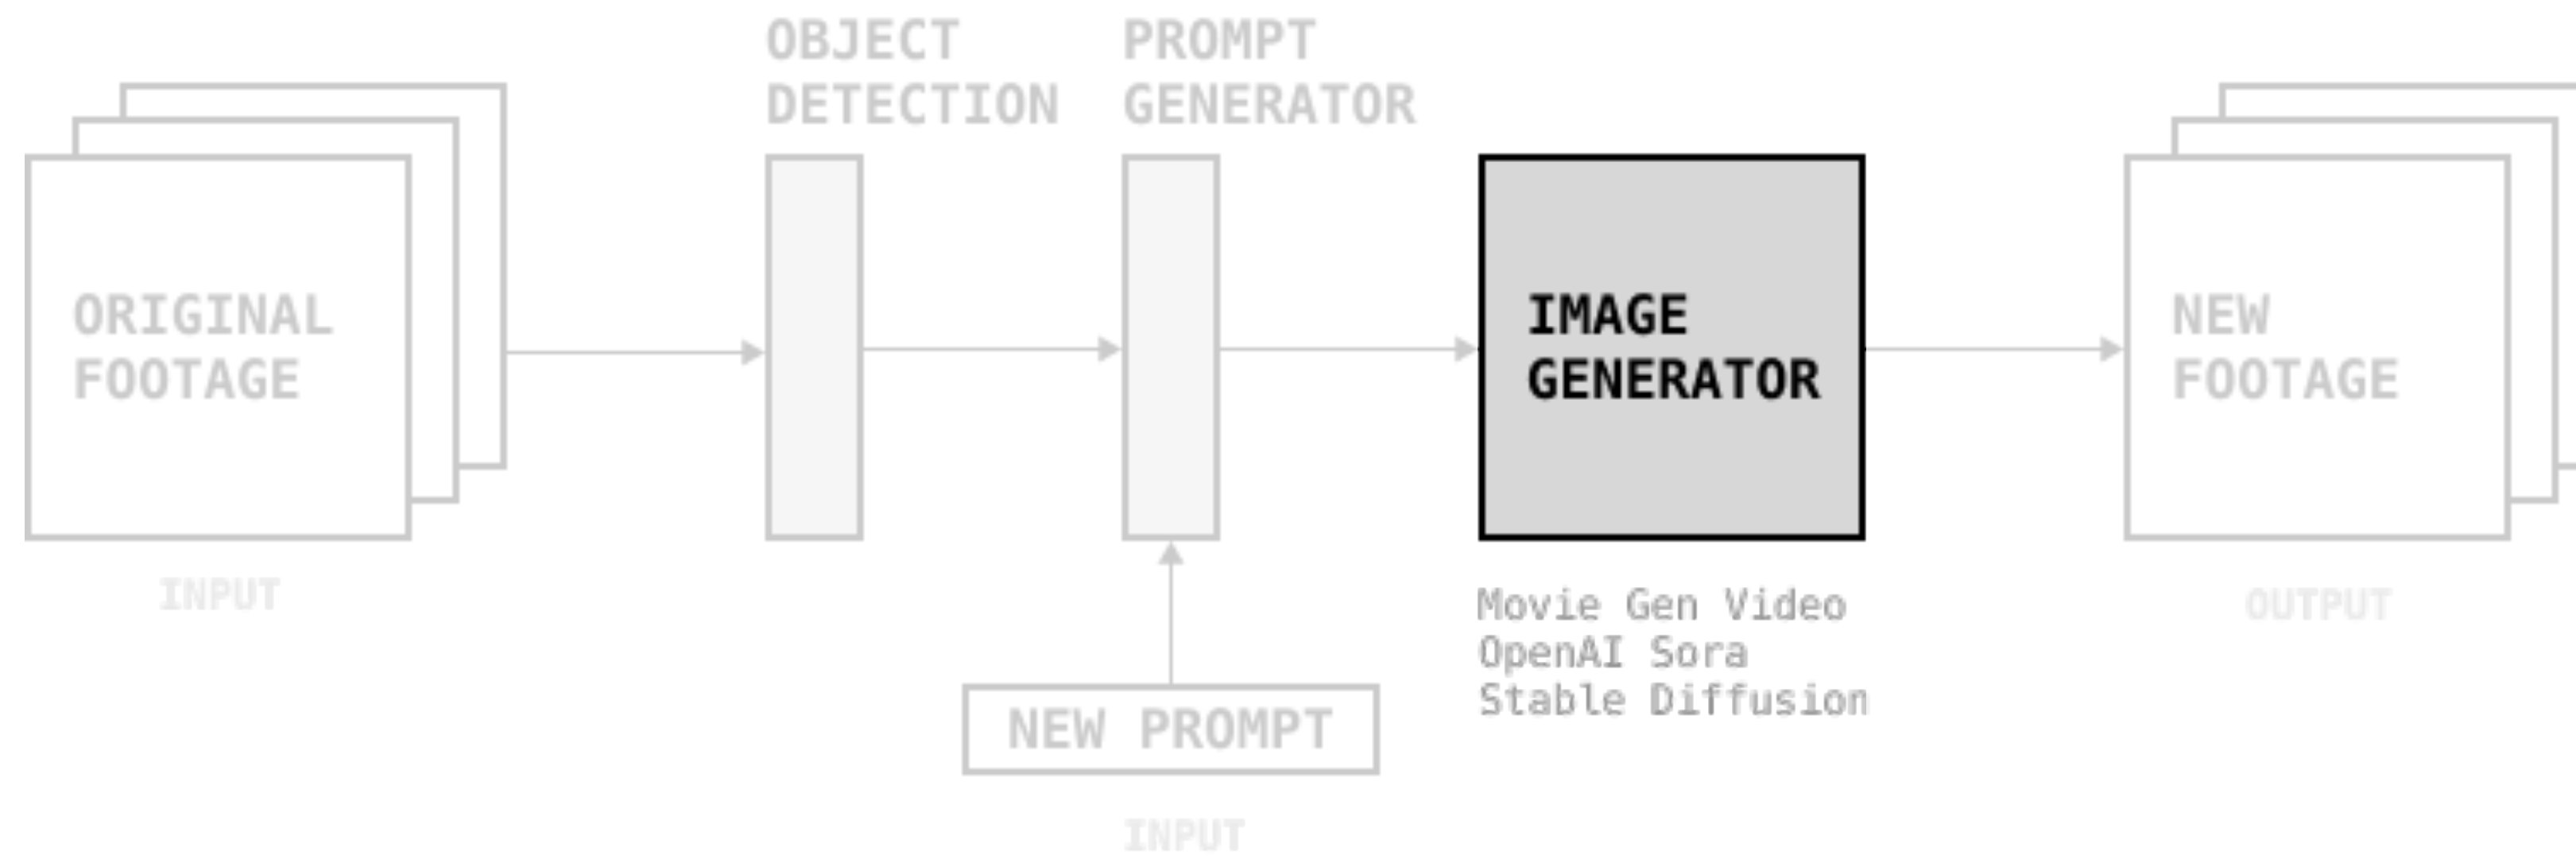 OBJECT
DETECTION
PROMPT
GENERATOR
ORIGINAL
FOOTAGE
IMAGE
GENERATOR
NEW
FOOTAGE
INPUT
Movie Gen Video
OpenAI Sora
Stable Diffusion
OUTPUT
NEW PROMPT
INPUT